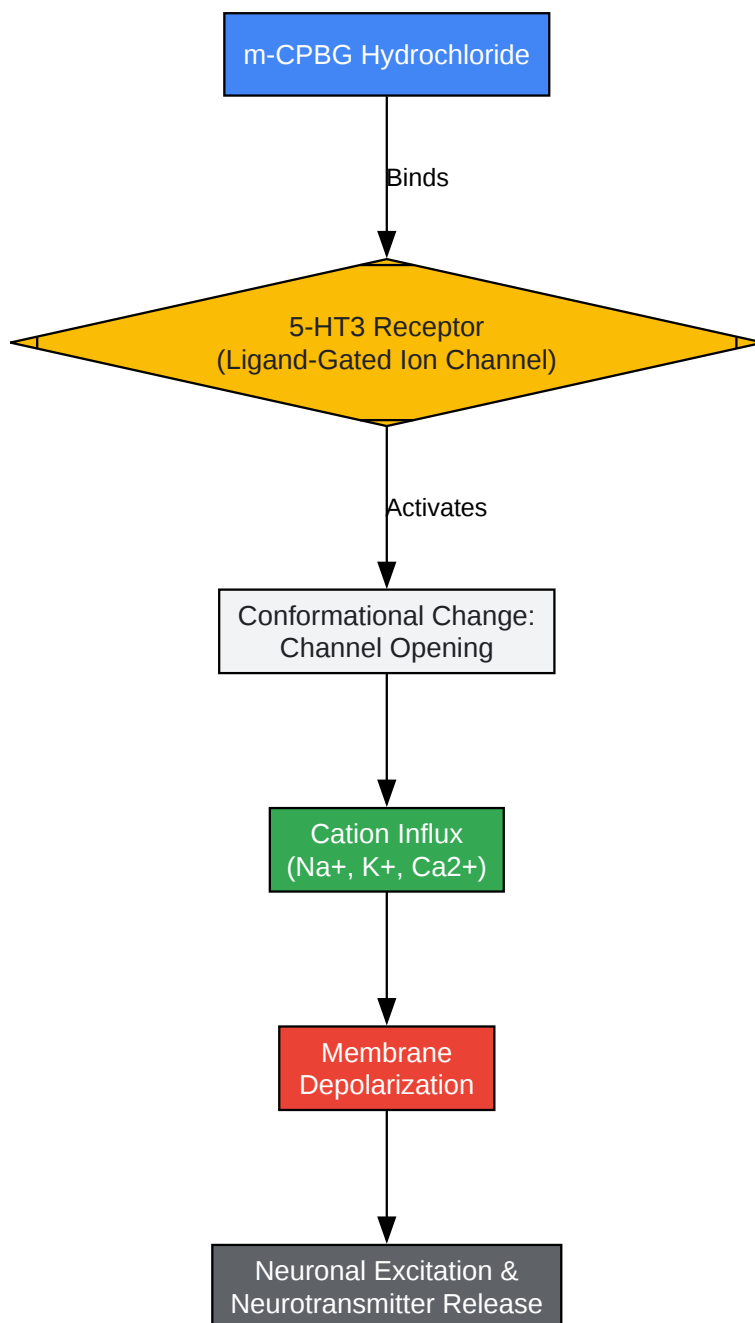 m-CPBG Hydrochloride
Binds
5-HT3 Receptor
(Ligand-Gated Ion Channel)
Activates
Conformational Change:
Channel Opening
Cation Influx
(Na+, K+, Ca2+)
Membrane
Depolarization
Neuronal Excitation &
Neurotransmitter Release